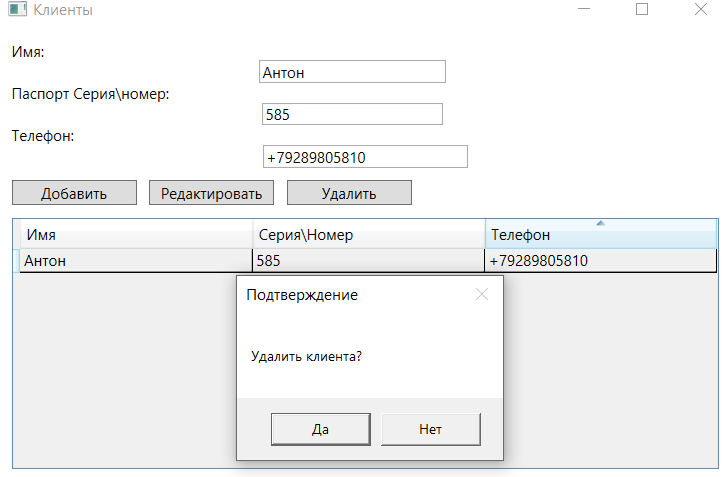 Клиенты
Имя:
Антон
Паспорт Серия\номер:
585
Телефон:
+79289805810
Добавить Редактировать Удалить
Имя Серия\Номер Телефон
Антон 585 +79289805810
Подтверждение
Удалить клиента?
Да Нет